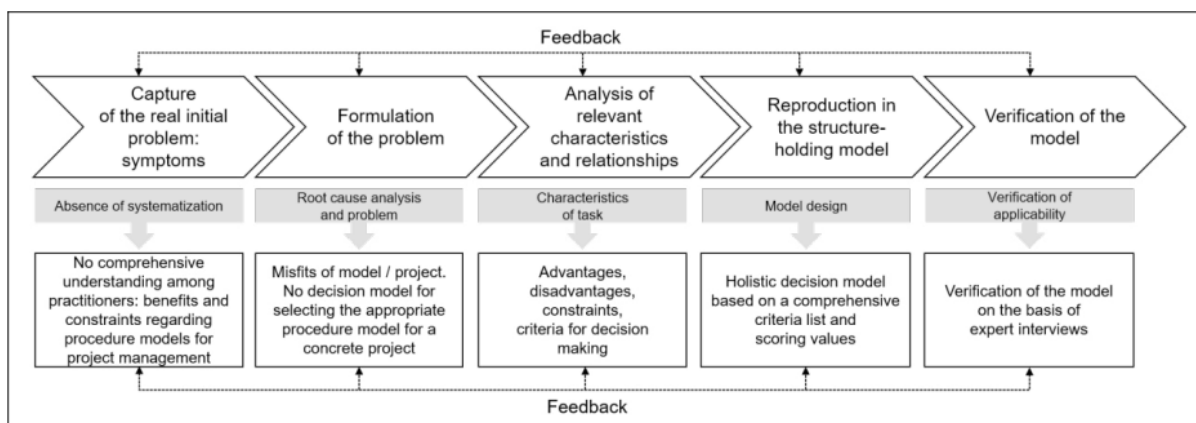 Feedback
Capture
of the real initial
problem:
symptoms
Formulation
of the problem
Analysis of
relevant
characteristics
and relationships
Reproduction in
the structure-
holding model
Verification of the
model
Absence of systematization
Root cause analysis
and problem
Characteristics
of task
Model design
Verification of
applicability
No comprehensive
understanding among
practitioners: benefits and
constraints regarding
procedure models for
project management
Misfits of model / project.
No decision model for
selecting the appropriate
procedure model for a
concrete project
Advantages,
disadvantages,
constraints,
criteria for decision
making
Holistic decision model
based on a comprehensive
criteria list and
scoring values
Verification of the model
on the basis of
expert interviews
Feedback